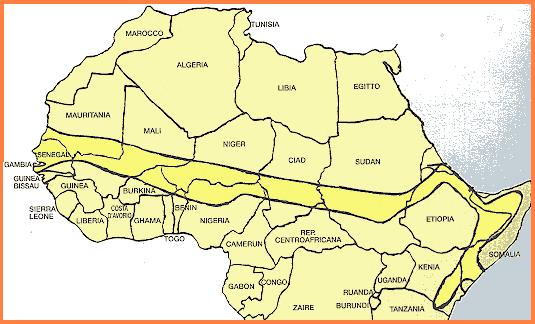 TUNISIA
MAROCCO
ALGERIA
LIBIA
EGITTO
MAURITANIA
MALi
NIGER
CIAD
SUDAN
SENEGAL
GAMBIA
GUINEA
BISSAU
GUINEA
BURKINA
SIERRA
LEONE
LIBERIA
COSTA
D'AVORIO
GHAMA
BENIN
TOGO
NIGERIA
CAMERUN
REP.
CENTROAFRICANA
ETIOPIA
SOMALIA
GABON
CONGO
ZAIRE
UGANDA
KENIA
RUANDA
BURUNDI
TANZANIA